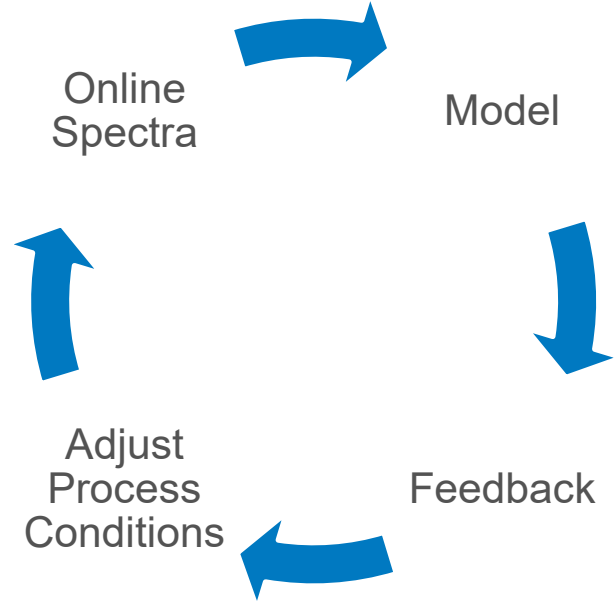 Online
Spectra
Model
Feedback
Adjust
Process
Conditions